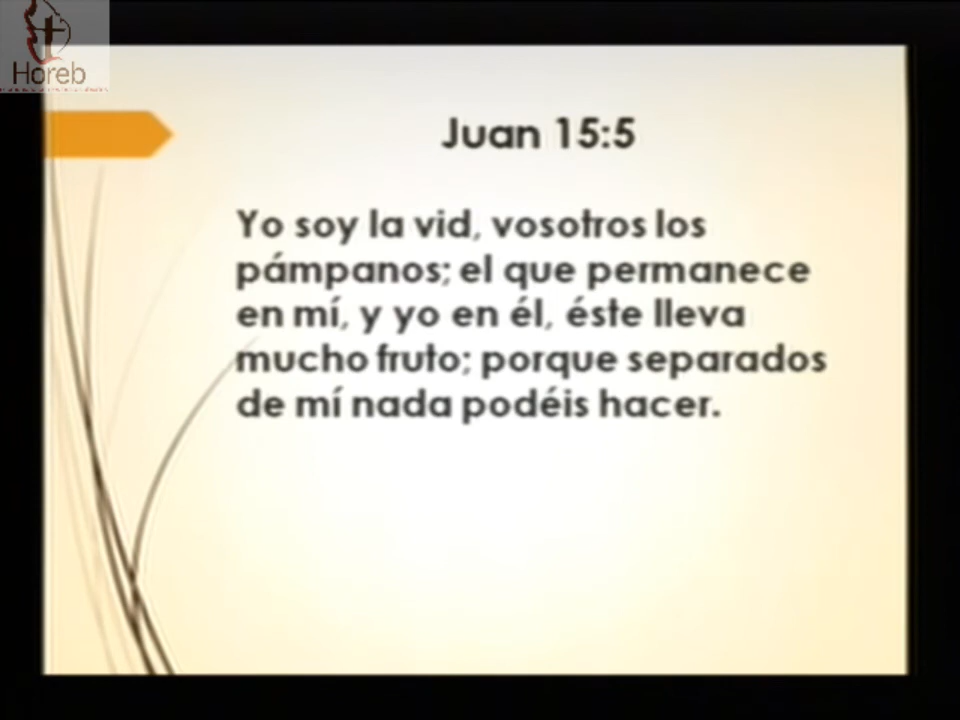 Horeb
Juan 15:5
Yo soy la vid, vosotros los
pámpanos; el que permanece
en mí, y yo en él, éste lleva
mucho fruto; porque separados
de mí nada podéis hacer.